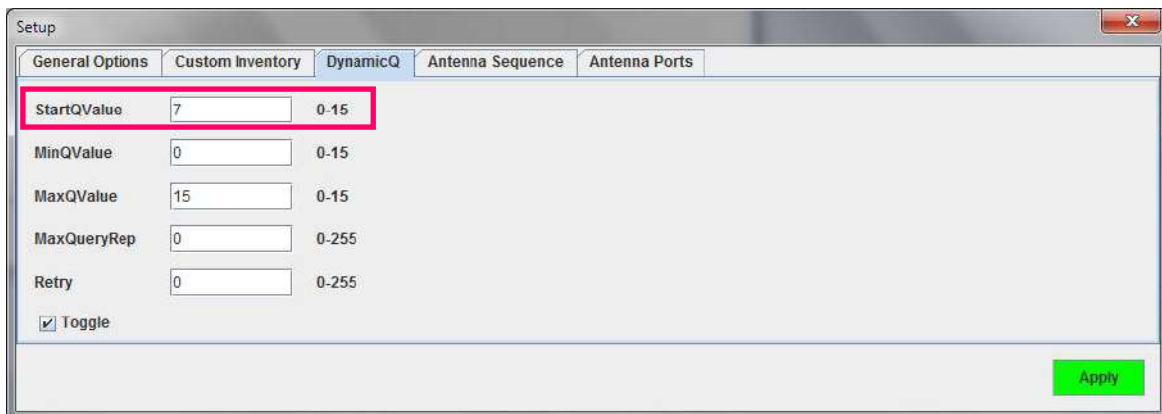 Setup
General Options Custom Inventory DynamicQ Antenna Sequence Antenna Ports
StartQValue 7 0-15
MinQValue 0 0-15
MaxQValue 15 0-15
MaxQueryRep 0 0-255
Retry 0 0-255
Toggle
Apply